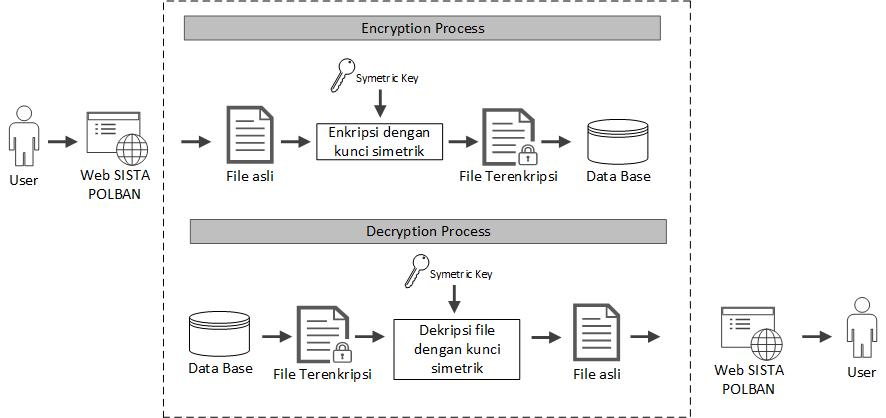 Encryption Process
Symetric Key
User
Web SISTA
POLBAN
File asli
Enkripsi dengan
kunci simetrik
File Terenkripsi
Data Base
Decryption Process
Symetric Key
Data Base
File Terenkripsi
Dekripsi file
dengan kunci
simetrik
File asli
Web SISTA
POLBAN
User